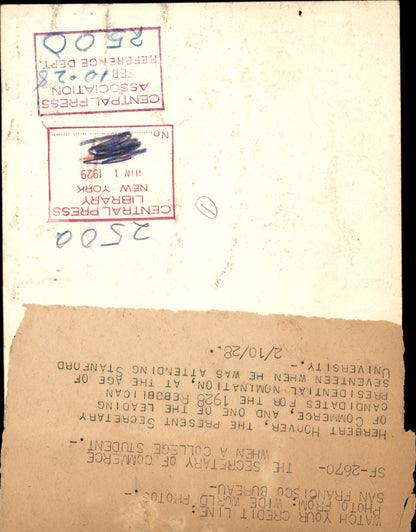 WATCH YOUR CREDIT LINE:
PHOTO FROM: WIDE WORLD PHOTOS -
SAN FRANCISCO BUREAU-
SF-2670- THE SECRETARY OF COMMERCE
WHEN A COLLEGE STUDENT.
HERBERT HOOVER, THE PRESENT SECRETARY
OF COMMERCE, AND ONE OF THE LEADING
CANDIDATES FOR THE 1928 REBBLICAN
PRESIDENTIAL NOMINATION, AT THE AGE OF
SEVENTEEN WHEN HE WAS ATTENDING STANFORD
UNIVERSITY.-
2/10/28.
2500
1
CENTRAL PRESS
LIBRARY
NEW YORK
JUN 1 1929
No.
CENTRAL PRESS
ASSOCIATION
FEB 10-28
REFERENCE DEPT.
2500